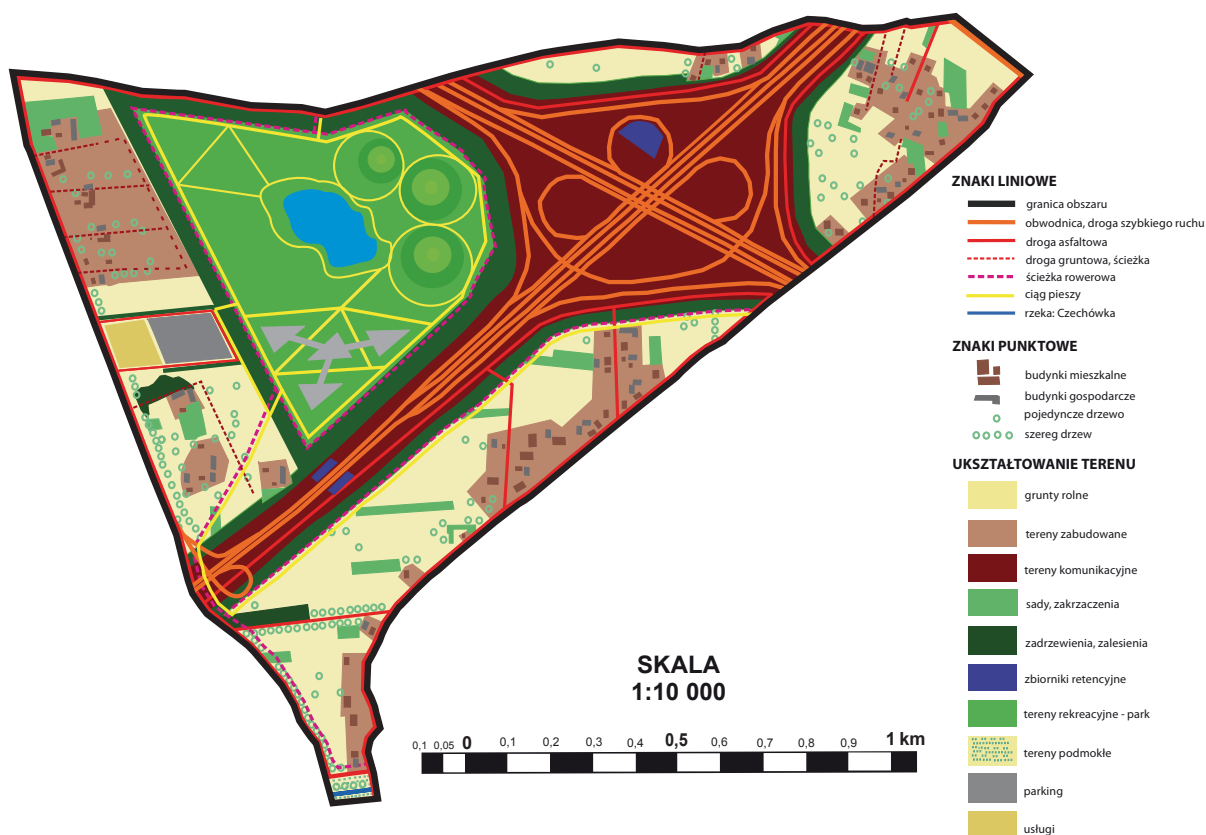 ZNAKI LINIOWE
granica obszaru
obwodnica, droga szybkiego ruchu
droga asfaltowa
droga gruntowa, ścieżka
ścieżka rowerowa
ciąg pieszy
rzeka: Czechówka
ZNAKI PUNKTOWE
budynki mieszkalne
budynki gospodarcze
pojedyncze drzewo
szereg drzew
UKSZTAŁTOWANIE TERENU
grunty rolne
tereny zabudowane
tereny komunikacyjne
sady, zakrzaczenia
zadrzewienia, zalesienia
zbiorniki retencyjne
tereny rekreacyjne - park
tereny podmokłe
parking
usługi
SKALA
1:10 000
0,1 0,05 0 0,1 0,2 0,3 0,4 0,5 0,6 0,7 0,8 0,9 1 km